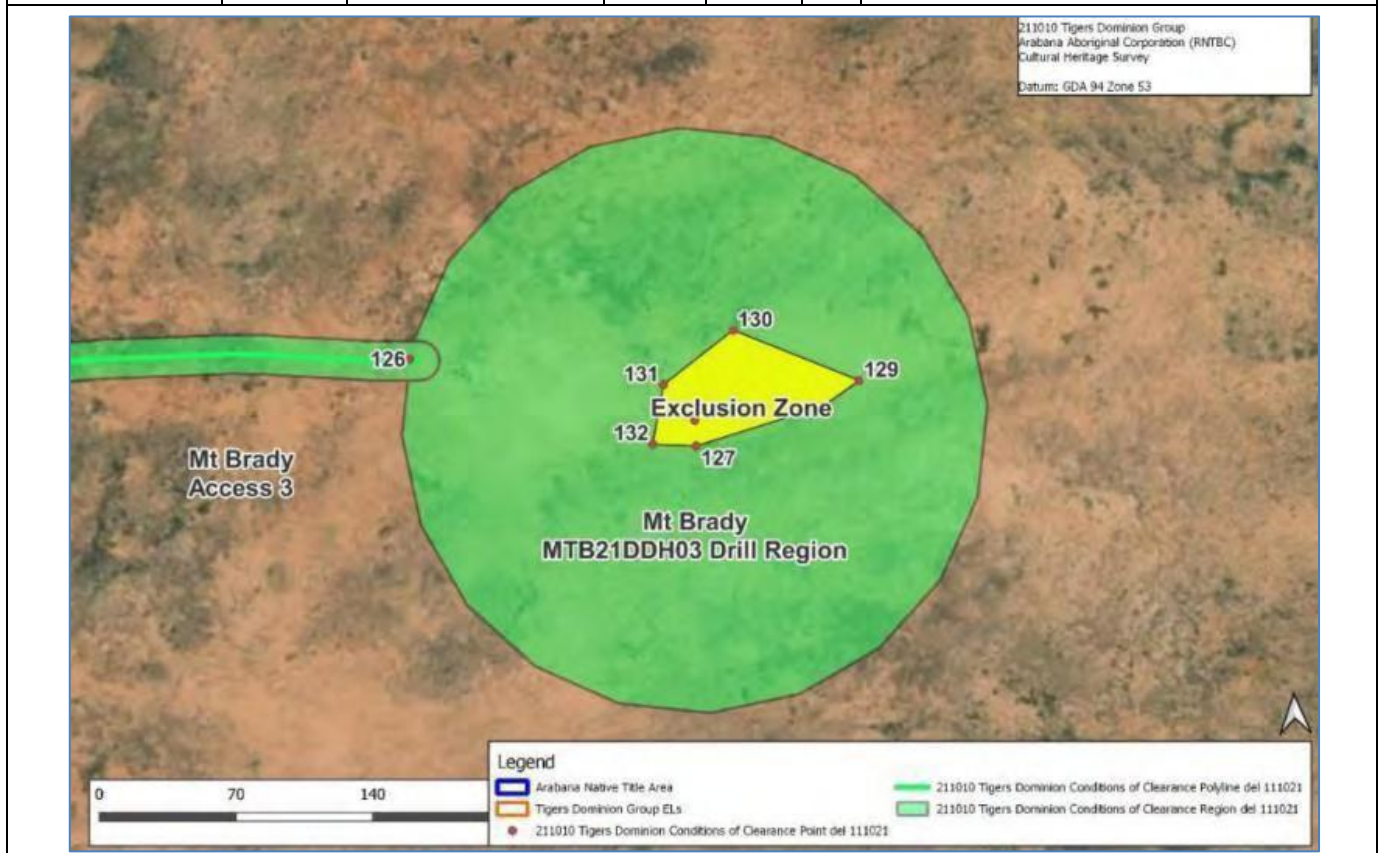 211010 Tigers Dominion Group
Arabana Aboriginal Corporation (RNTBC)
Cultural Heritage Survey
Datum: GDA 94 Zone 53
130
129
131
126
Exclusion Zone
132
127
Mt Brady
Access 3
Mt Brady
MTB21DDH03 Drill Region
0 70 140
Legend
Arabana Native Title Area
Tigers Dominion Group ELs
211010 Tigers Dominion Conditions of Clearance Point del 111021
211010 Tigers Dominion Conditions of Clearance Polyline del 111021
211010 Tigers Dominion Conditions of Clearance Region del 111021